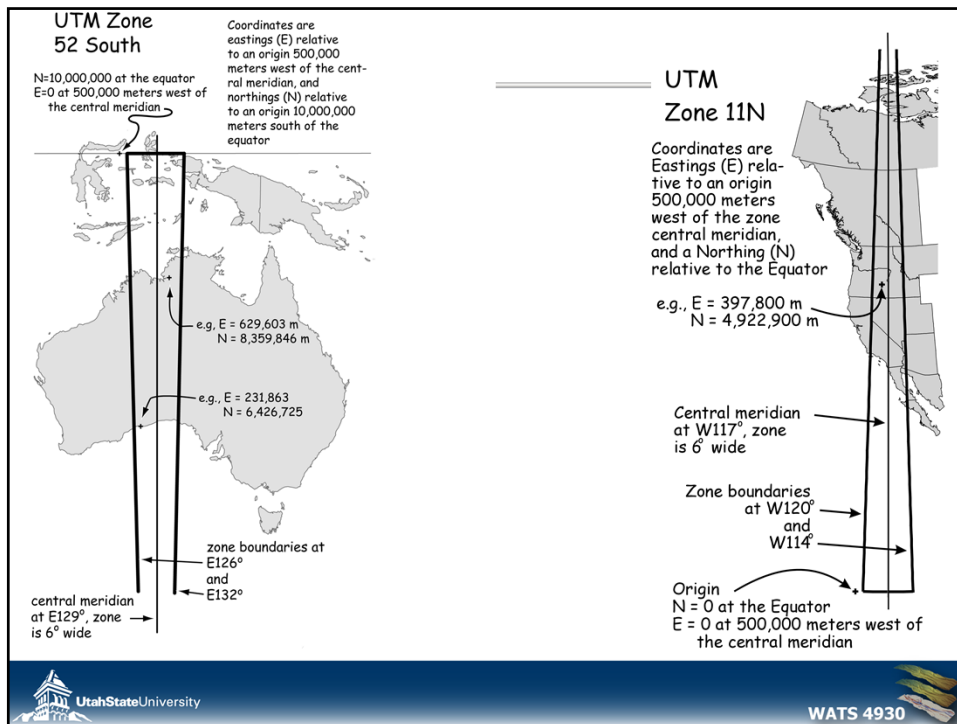 UTM Zone
52 South
N=10,000,000 at the equator
E=0 at 500,000 meters west of
the central meridian
Coordinates are
eastings (E) relative
to an origin 500,000
meters west of the cen-
tral meridian, and
northings (N) relative
to an origin 10,000,000
meters south of the
equator
e.g, E = 629,603 m
N = 8,359,846 m
e.g., E = 231,863
N = 6,426,725
zone boundaries at
E126°
and
E132°
central meridian
at E129°, zone
is 6° wide
UTM
Zone 11N
Coordinates are
Eastings (E) rela-
tive to an origin
500,000 meters
west of the zone
central meridian,
and a Northing (N)
relative to the Equator
e.g., E = 397,800 m
N = 4,922,900 m
Central meridian
at W117°, zone
is 6° wide
Zone boundaries
at W120°
and
W114°
Origin
N = 0 at the Equator
E = 0 at 500,000 meters west of
the central meridian
UtahStateUniversity
WATS 4930